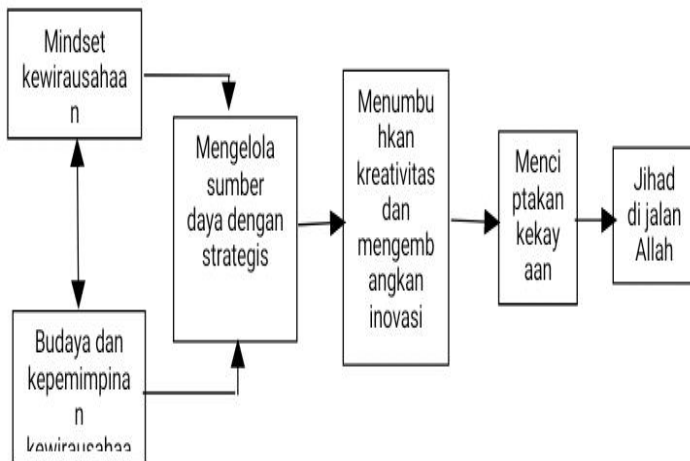 Mindset
kewirausahaa
n
Mengelola
sumber
daya dengan
strategis
Menumbu
hkan
kreativitas
dan
mengemb
angkan
inovasi
Menci
ptakan
kekay
aan
Jihad
di jalan
Allah
Budaya dan
kepemimpina
n
kewirausahaa